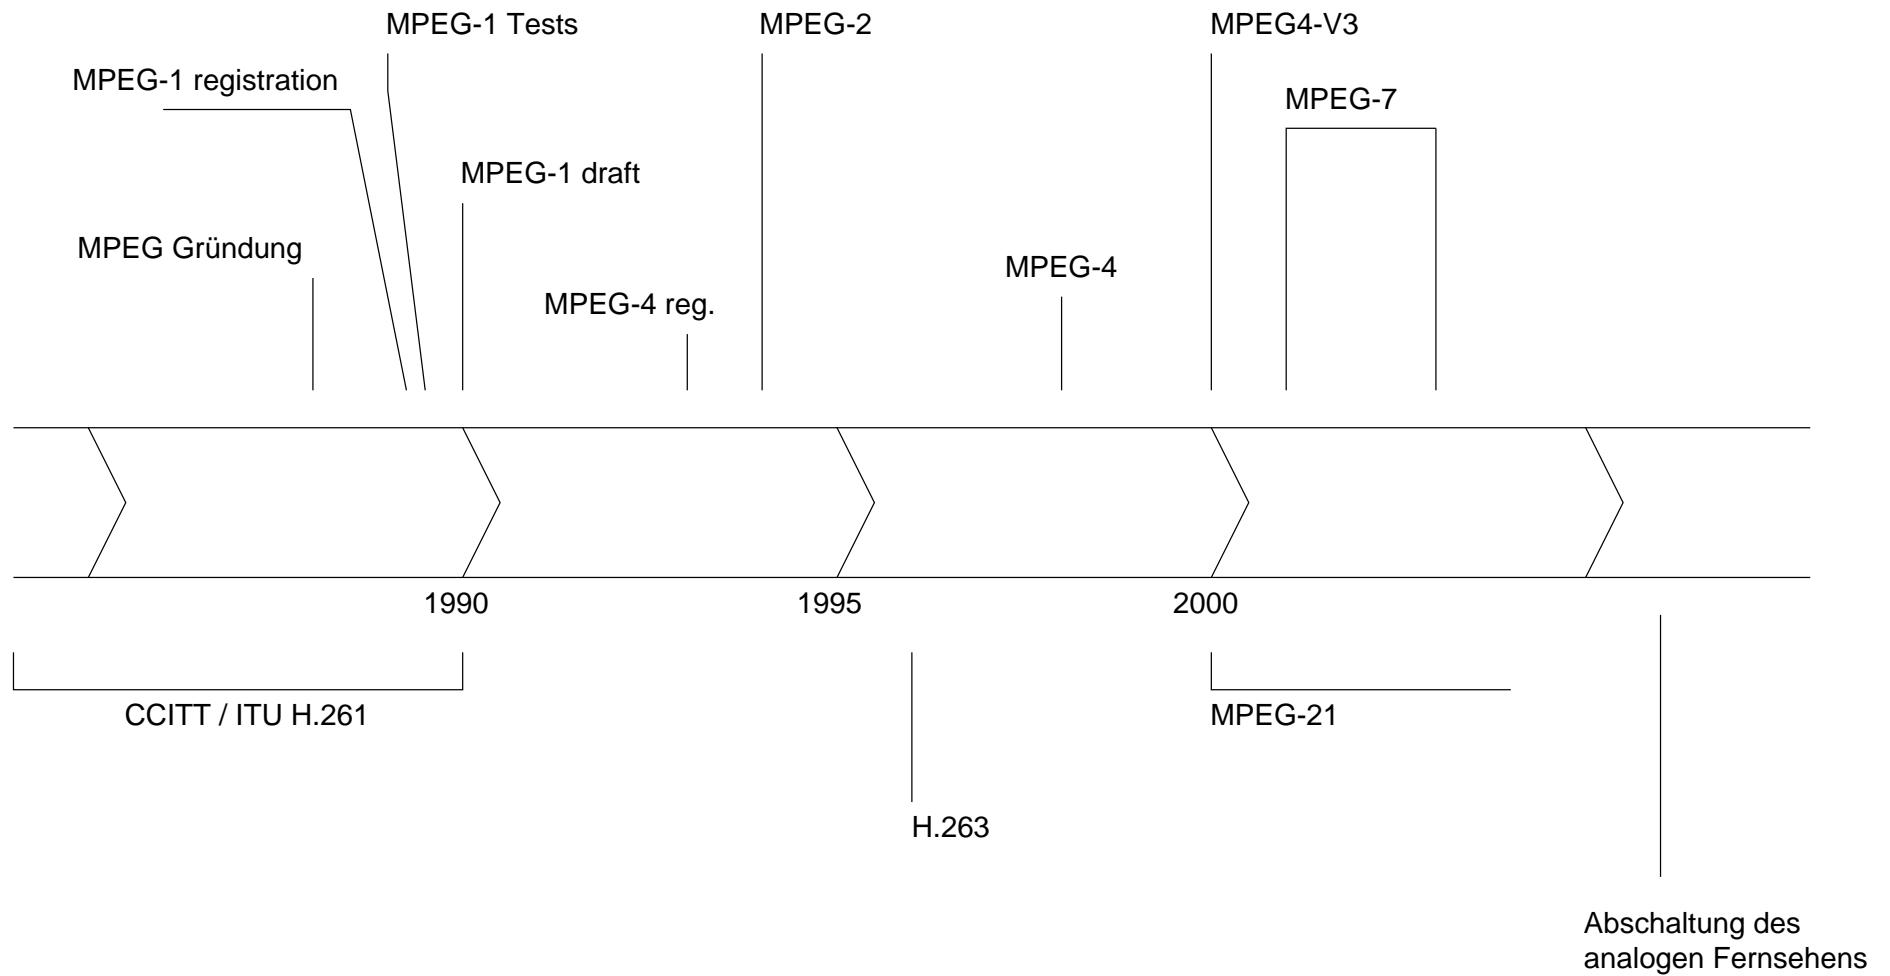 MPEG-1 Tests
MPEG-2
MPEG4-V3
MPEG-1 registration
MPEG-7
MPEG-1 draft
MPEG Gründung
MPEG-4
MPEG-4 reg.
1990
1995
2000
CCITT / ITU H.261
MPEG-21
H.263
Abschaltung des
analogen Fernsehens